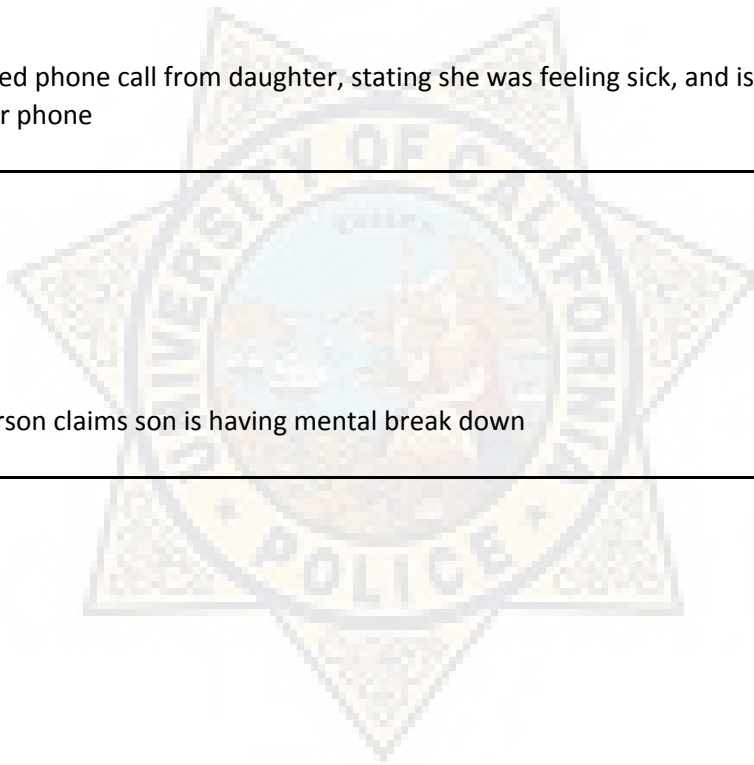 ed phone call from daughter, stating she was feeling sick, and is
r phone
UNIVERSITY OF CALIFORNIA
rson claims son is having mental break down
POLICE